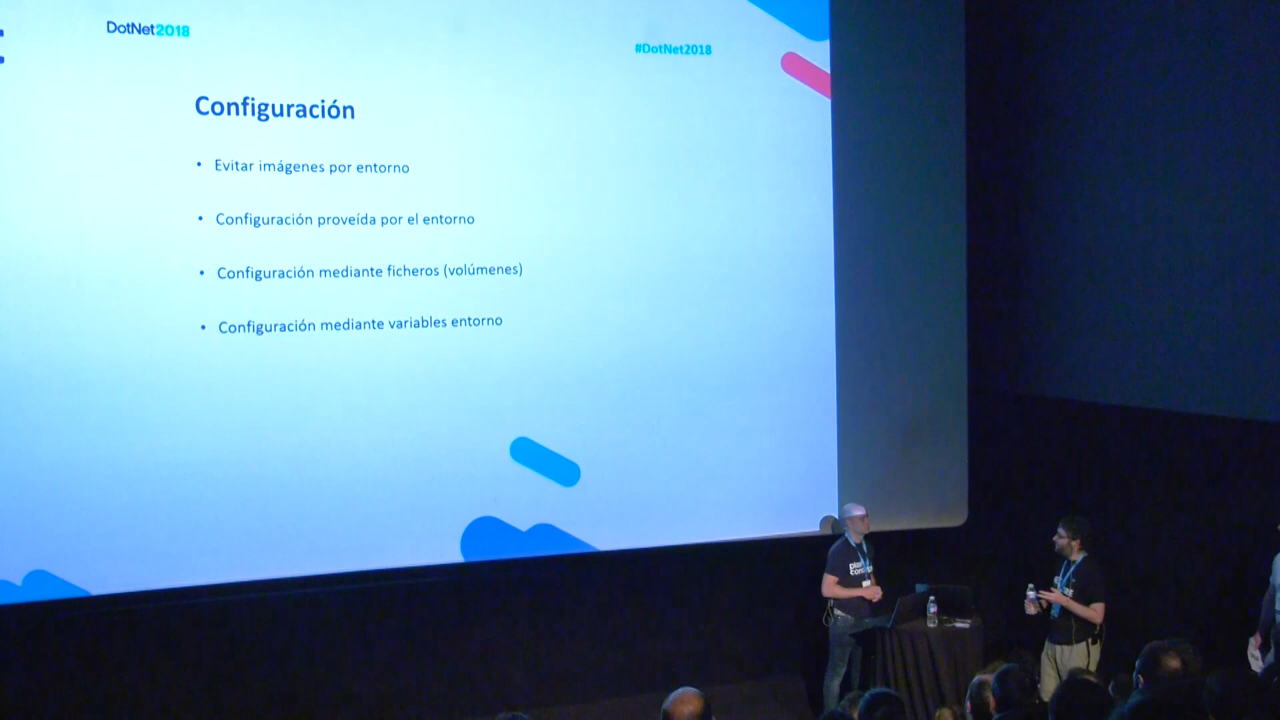 DotNet2018
#DotNet2018
Configuración
• Evitar imágenes por entorno
• Configuración proveída por el entorno
• Configuración mediante ficheros (volúmenes)
• Configuración mediante variables entorno